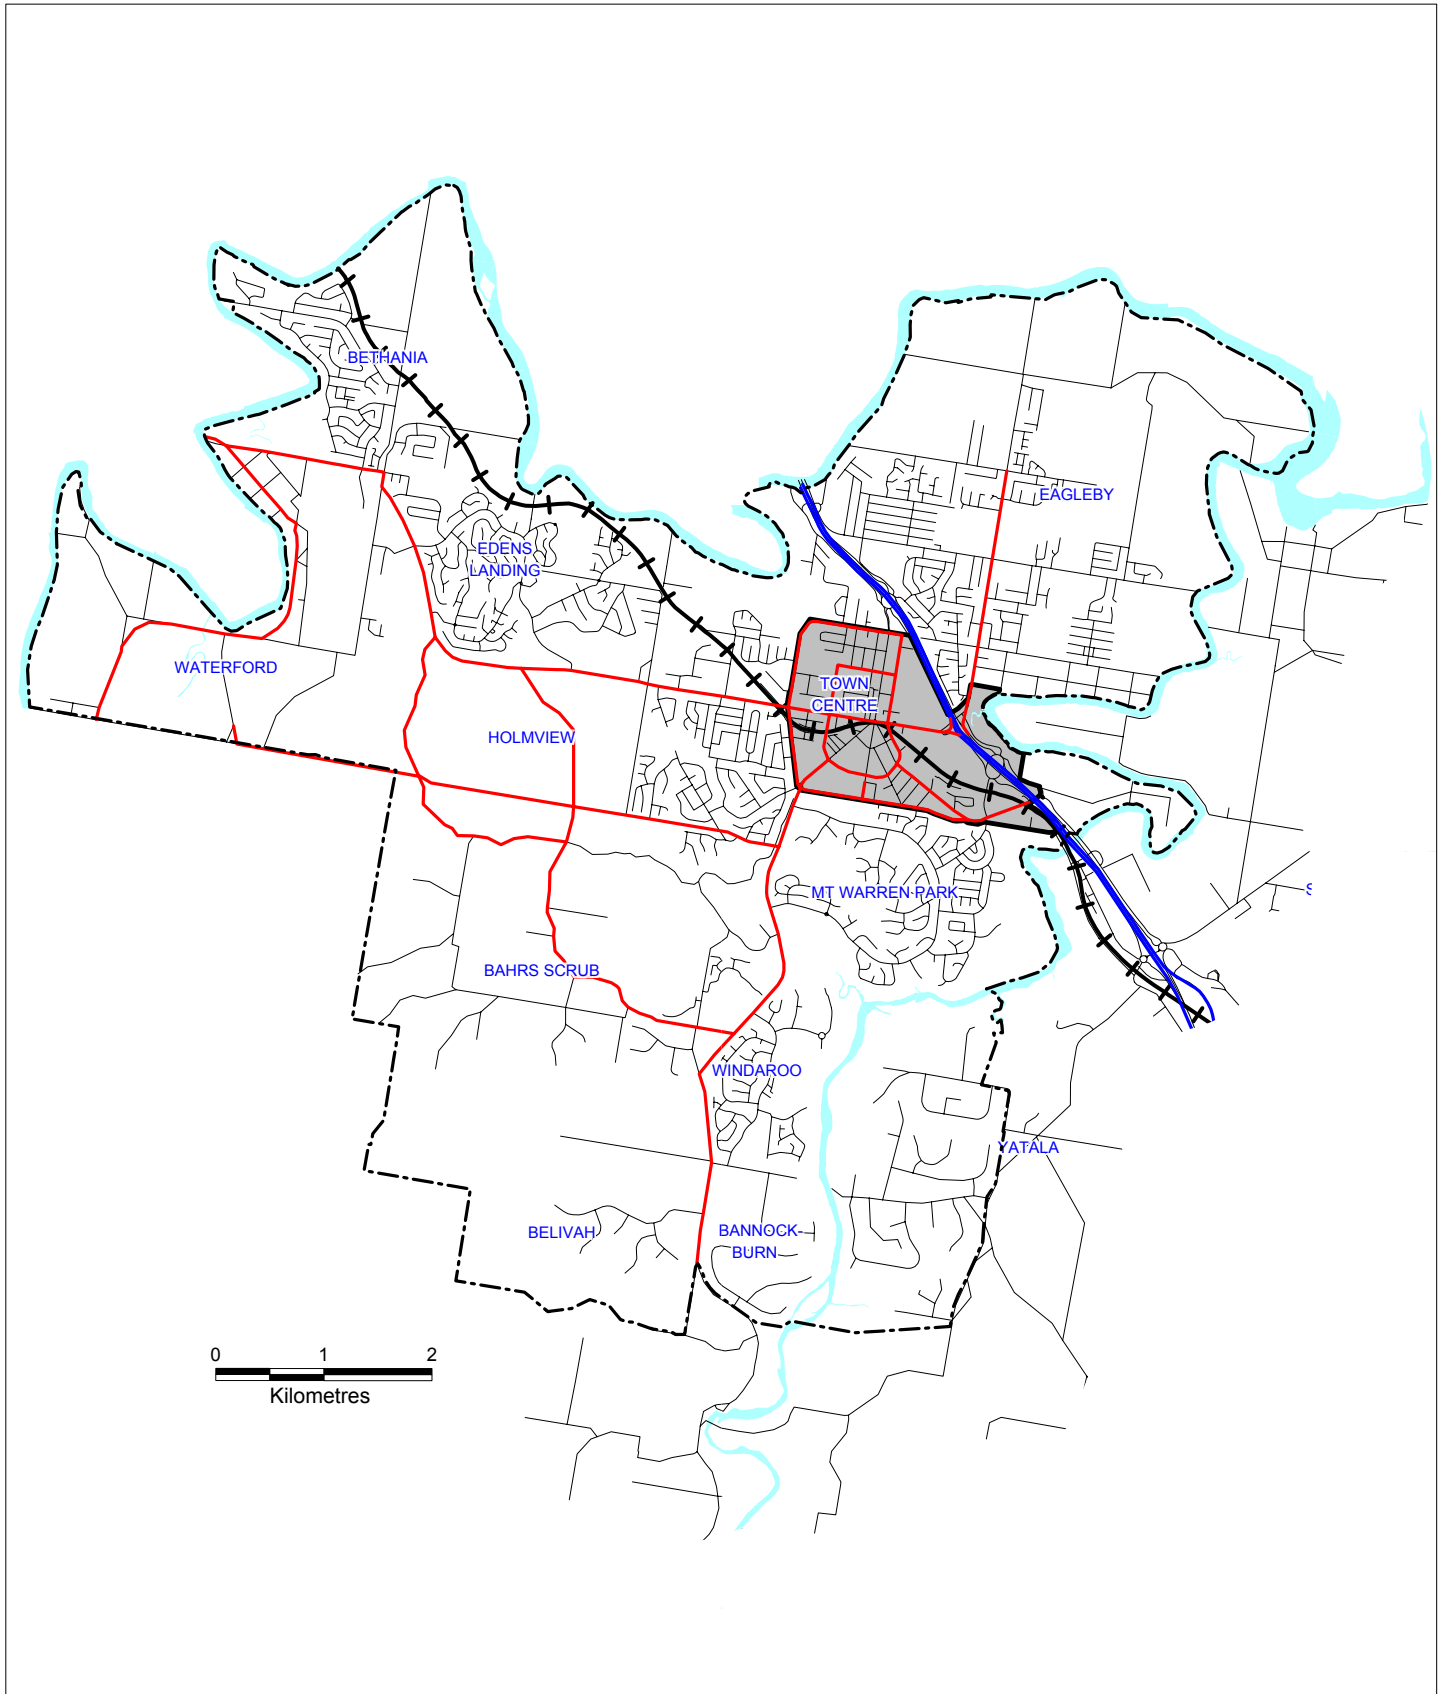 BETHANIA
EAGLEBY
EDENS
LANDING
WATERFORD
TOWN
CENTRE
HOLMVIEW
MT WARREN PARK
BAHRS SCRUB
WINDAROO
YATALA
BELIVAH
BANNOCK-
BURN
0 1 2
Kilometres